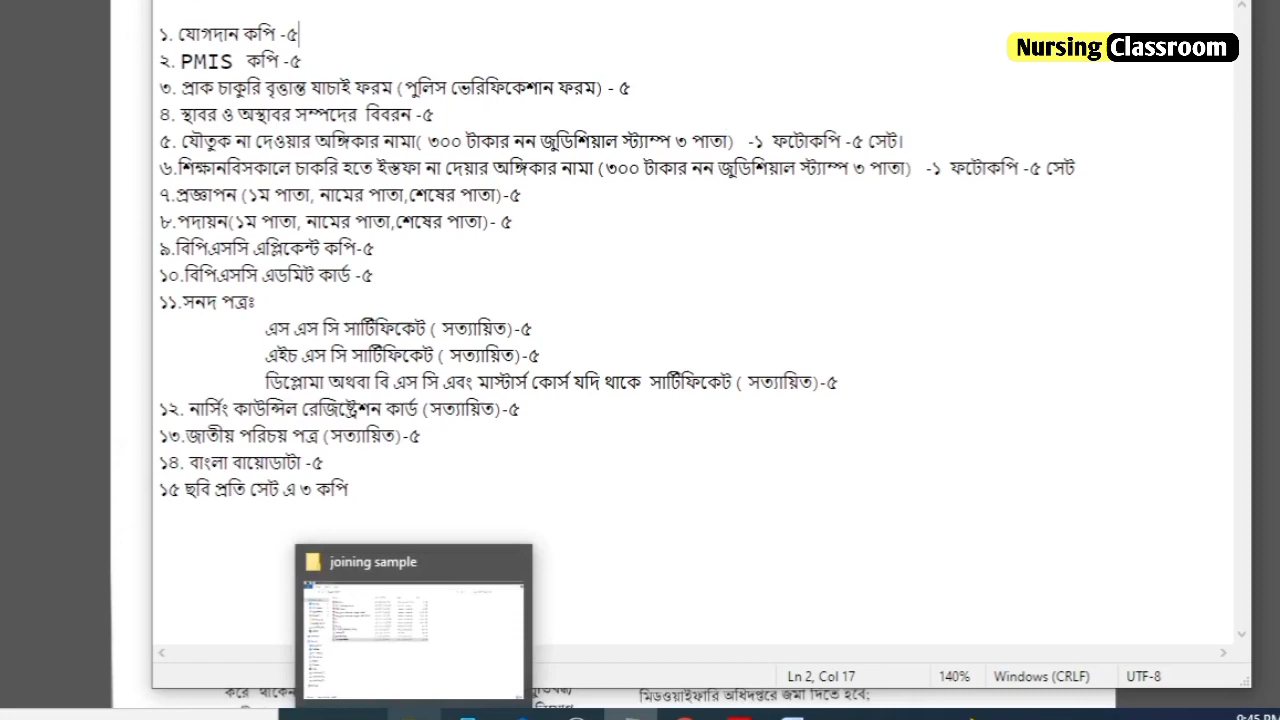 Nursing Classroom
১. যোগদান কপি -৫
২. PMIS কপি -৫
৩. প্রাক চাকুরি বৃত্তান্ত যাচাই ফরম (পুলিস ভেরিফিকেশান ফরম) - ৫
৪. স্থাবর ও অস্থাবর সম্পদের বিবরন -৫
৫. যৌতুক না দেওয়ার অঙ্গিকার নামা( ৩০০ টাকার নন জুডিশিয়াল স্ট্যাম্প ৩ পাতা) -১ ফটোকপি -৫ সেট।
৬.শিক্ষানবিসকালে চাকরি হতে ইস্তফা না দেয়ার অঙ্গিকার নামা (৩০০ টাকার নন জুডিশিয়াল স্ট্যাম্প ৩ পাতা) -১ ফটোকপি -৫ সেট
৭.প্রজ্ঞাপন (১ম পাতা, নামের পাতা,শেষের পাতা)-৫
৮.পদায়ন(১ম পাতা, নামের পাতা,শেষের পাতা)- ৫
৯.বিপিএসসি এপ্লিকেন্ট কপি-৫
১০.বিপিএসসি এডমিট কার্ড -৫
১১.সনদ পত্রঃ
এস এস সি সার্টিফিকেট ( সত্যায়িত)-৫
এইচ এস সি সার্টিফিকেট ( সত্যায়িত)-৫
ডিপ্লোমা অথবা বি এস সি এবং মাস্টার্স কোর্স যদি থাকে সার্টিফিকেট ( সত্যায়িত)-৫
১২. নার্সিং কাউন্সিল রেজিষ্ট্রেশন কার্ড (সত্যায়িত)-৫
১৩.জাতীয় পরিচয় পত্র (সত্যায়িত)-৫
১৪. বাংলা বায়োডাটা -৫
১৫ ছবি প্রতি সেট এ ৩ কপি
joining sample
Ln 2, Col 17 140% Windows (CRLF) UTF-8
করে থাকেন মিডওয়াইফারি অধিদপ্তরে জমা দিতে হবে;